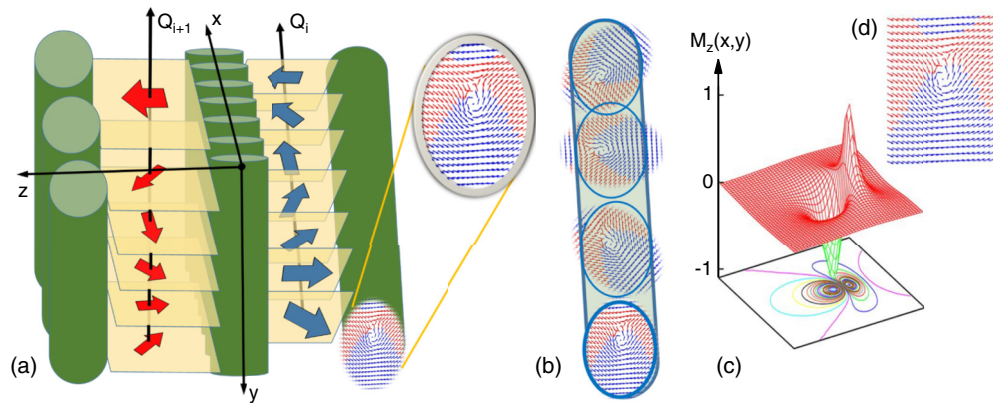 Q_{i+1}
x
Q_i
z
y
(a)
(b)
M_z(x,y)
1
0
-1
(c)
(d)